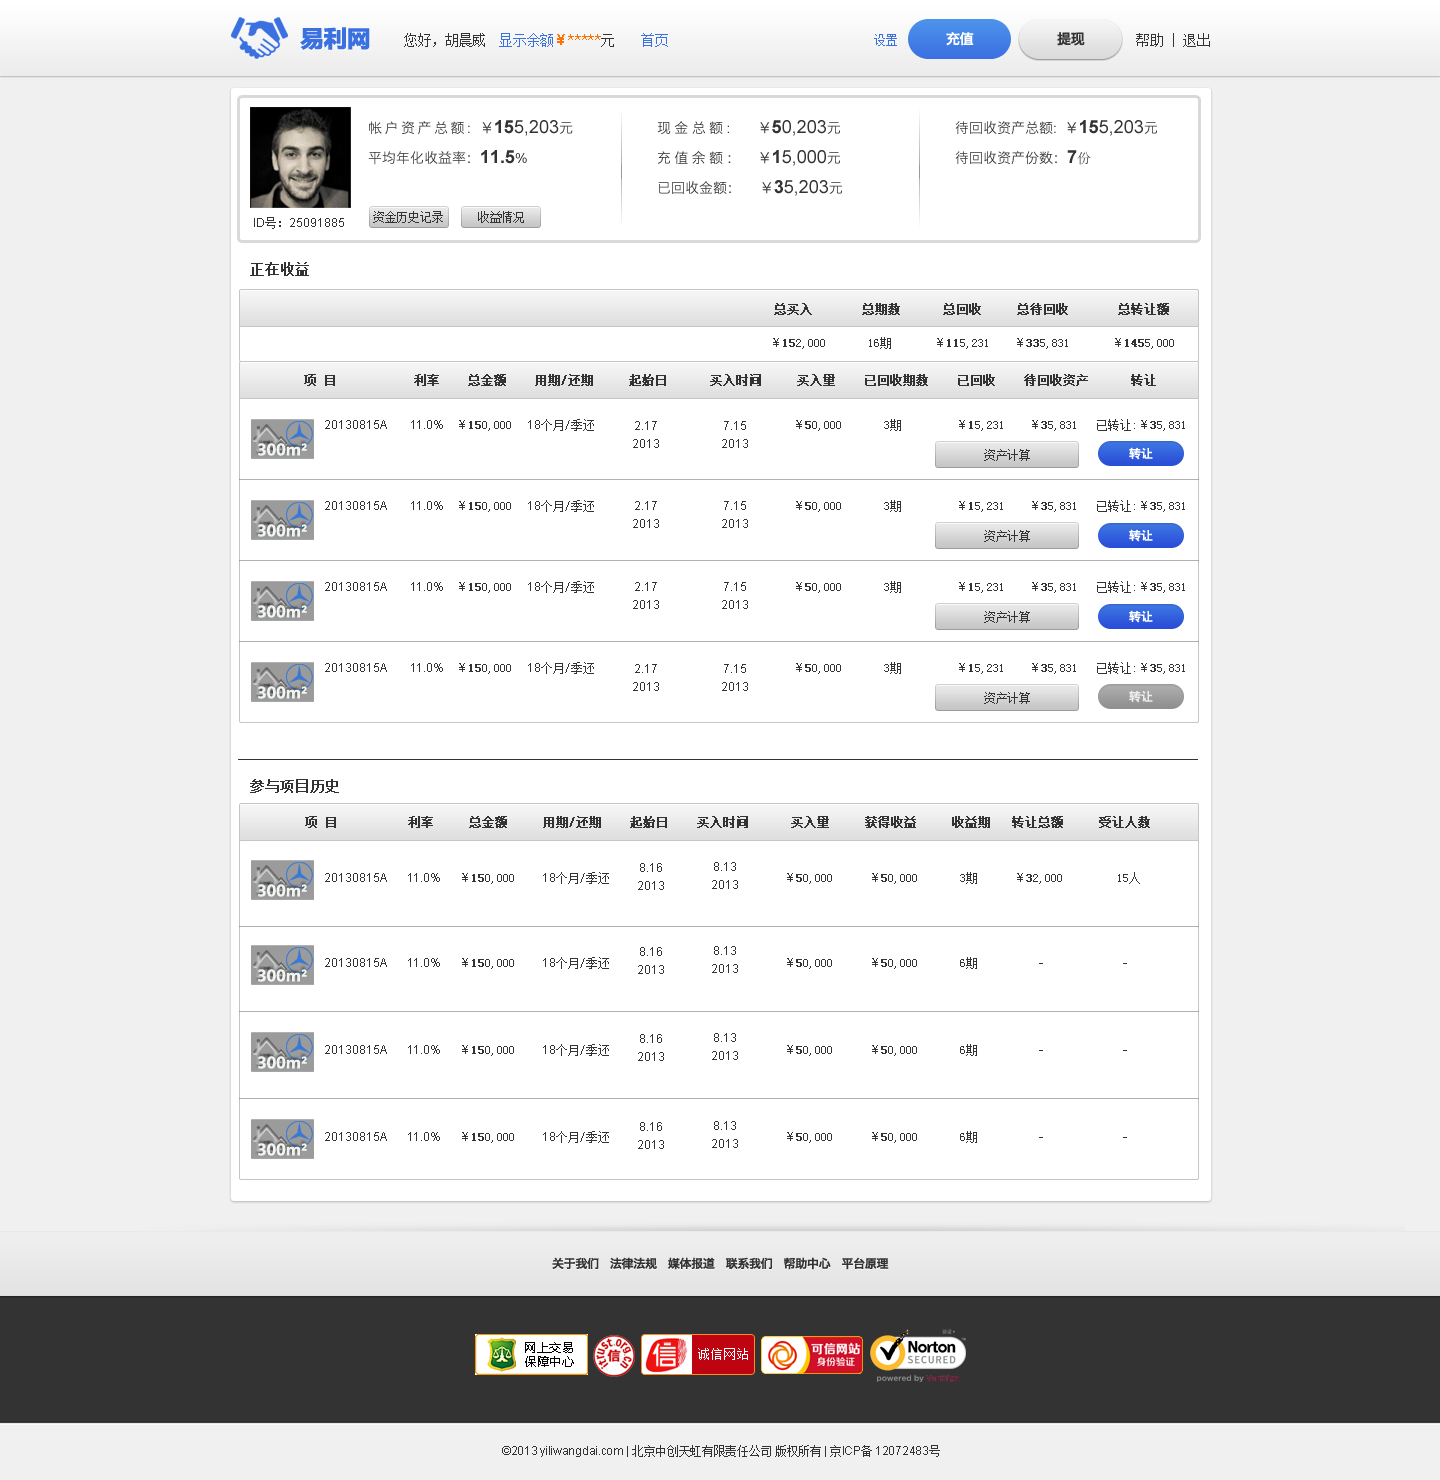 易利网 您好，胡晨威 显示余额¥*****元 首页 设置 充值 提现 帮助 | 退出
帐户资产总额：¥155,203元 现金总额：¥50,203元 待回收资产总额：¥155,203元
平均年化收益率：11.5% 充值余额：¥15,000元 待回收资产份数：7份
已回收金额：¥35,203元
ID号：25091885 资金历史记录 收益情况
正在收益
总买入 总期数 总回收 总待回收 总转让额
¥152,000 16期 ¥115,231 ¥335,831 ¥1455,000
项 目 利率 总金额 用期/还期 起始日 买入时间 买入量 已回收期数 已回收 待回收资产 转让
300m² 20130815A 11.0% ¥150,000 18个月/季还 2.17 2013 7.15 2013 ¥50,000 3期 ¥15,231 ¥35,831 已转让：¥35,831
资产计算 转让
300m² 20130815A 11.0% ¥150,000 18个月/季还 2.17 2013 7.15 2013 ¥50,000 3期 ¥15,231 ¥35,831 已转让：¥35,831
资产计算 转让
300m² 20130815A 11.0% ¥150,000 18个月/季还 2.17 2013 7.15 2013 ¥50,000 3期 ¥15,231 ¥35,831 已转让：¥35,831
资产计算 转让
300m² 20130815A 11.0% ¥150,000 18个月/季还 2.17 2013 7.15 2013 ¥50,000 3期 ¥15,231 ¥35,831 已转让：¥35,831
资产计算 转让
参与项目历史
项 目 利率 总金额 用期/还期 起始日 买入时间 买入量 获得收益 收益期 转让总额 受让人数
300m² 20130815A 11.0% ¥150,000 18个月/季还 8.16 2013 8.13 2013 ¥50,000 ¥50,000 3期 ¥32,000 15人
300m² 20130815A 11.0% ¥150,000 18个月/季还 8.16 2013 8.13 2013 ¥50,000 ¥50,000 6期 - -
300m² 20130815A 11.0% ¥150,000 18个月/季还 8.16 2013 8.13 2013 ¥50,000 ¥50,000 6期 - -
300m² 20130815A 11.0% ¥150,000 18个月/季还 8.16 2013 8.13 2013 ¥50,000 ¥50,000 6期 - -
关于我们 法律法规 媒体报道 联系我们 帮助中心 平台原理
网上交易
保障中心
itrust.org.cn 信
信 诚信网站
可信网站
身份验证
Norton
SECURED
powered by VeriSign
©2013 yiliwangdai.com | 北京中创天虹有限责任公司 版权所有 | 京ICP备 12072483号